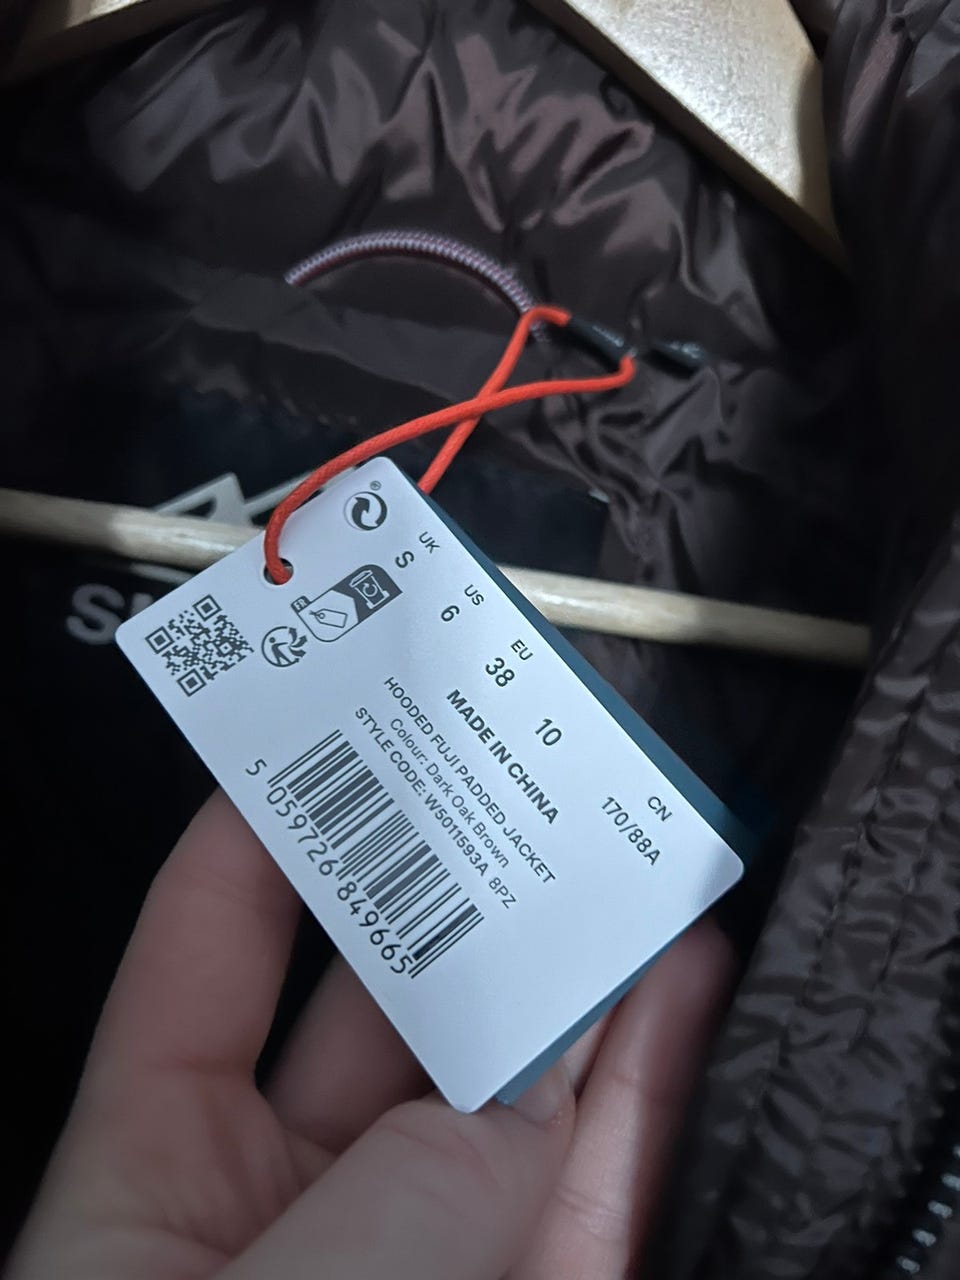 UK US EU CN
S 6 38 10 170/88A
MADE IN CHINA
HOODED FUJI PADDED JACKET
Colour: Dark Oak Brown
STYLE CODE: W5011593A 8PZ
5 059726 849665
FR
®